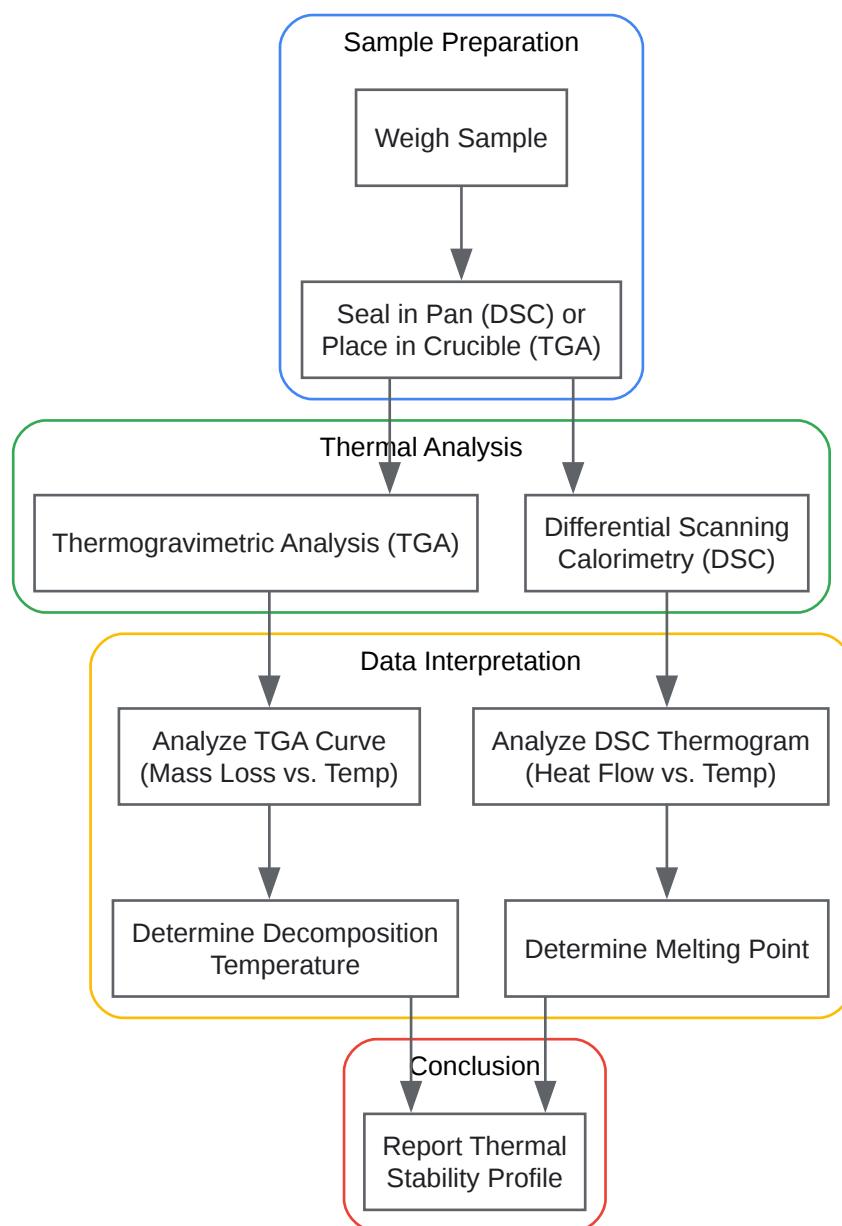 Sample Preparation
Weigh Sample
Seal in Pan (DSC) or
Place in Crucible (TGA)
Thermal Analysis
Thermogravimetric Analysis (TGA)
Differential Scanning
Calorimetry (DSC)
Data Interpretation
Analyze TGA Curve
(Mass Loss vs. Temp)
Analyze DSC Thermogram
(Heat Flow vs. Temp)
Determine Decomposition
Temperature
Determine Melting Point
Conclusion
Report Thermal
Stability Profile